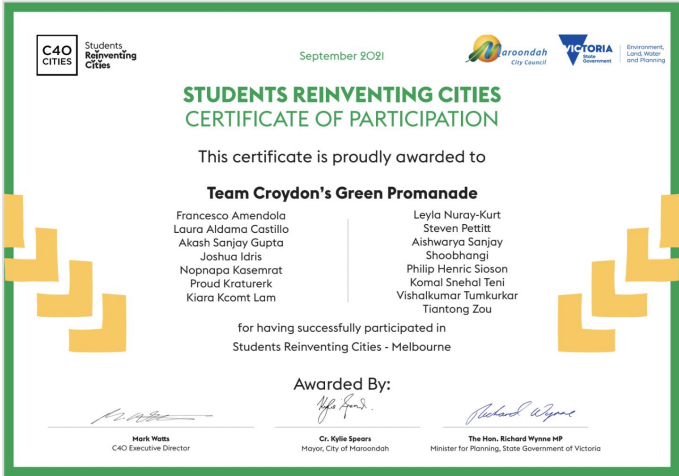 C40
CITIES
Students
Reinventing
Cities
September 2021
Maroondah
City Council
VICTORIA
State
Government
Environment,
Land, Water
and Planning
STUDENTS REINVENTING CITIES
CERTIFICATE OF PARTICIPATION
This certificate is proudly awarded to
Team Croydon's Green Promanade
Francesco Amendola
Laura Aldama Castillo
Akash Sanjay Gupta
Joshua Idris
Nopnapa Kasemrat
Proud Kraturerk
Kiara Kcomt Lam
Leyla Nuray-Kurt
Steven Pettitt
Aishwarya Sanjay
Shoobhangi
Philip Henric Sioson
Komal Snehal Teni
Vishalkumar Tumkurkar
Tiantong Zou
for having successfully participated in
Students Reinventing Cities - Melbourne
Awarded By:
Kylie Spears
Richard Wynne
Mark Watts
C40 Executive Director
Cr. Kylie Spears
Mayor, City of Maroondah
The Hon. Richard Wynne MP
Minister for Planning, State Government of Victoria